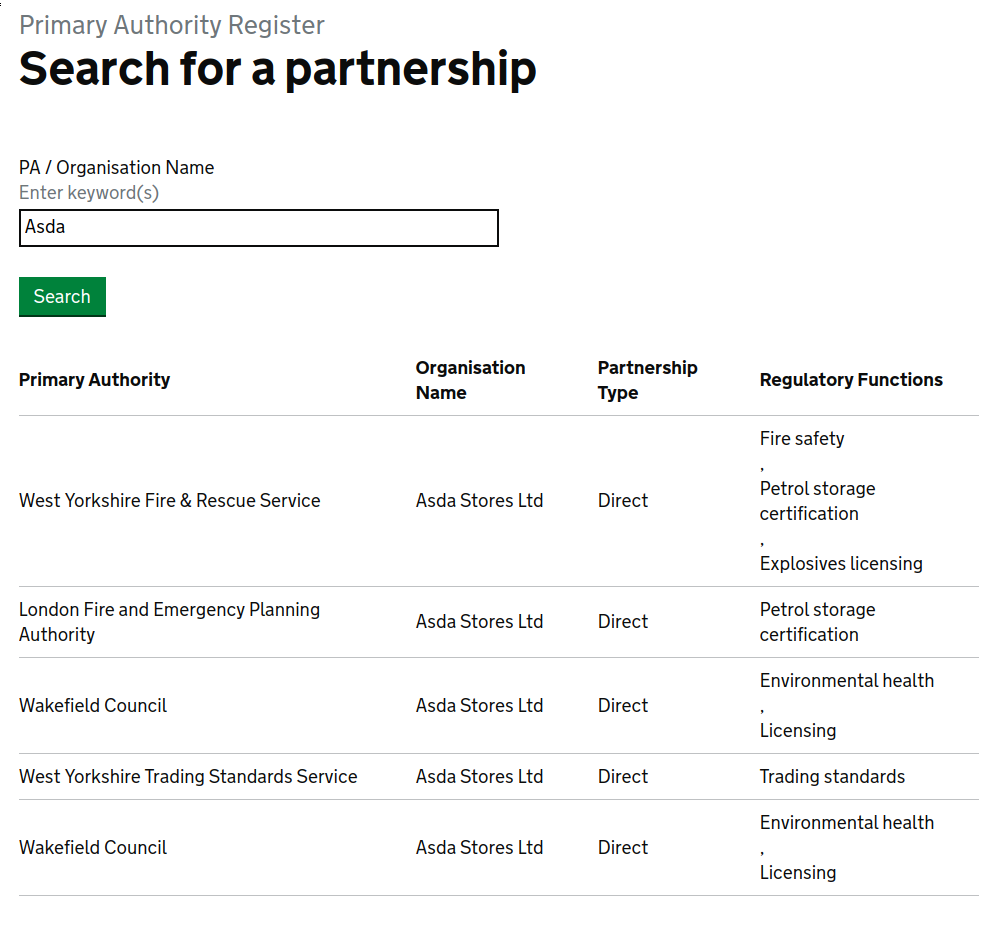 Primary Authority Register
Search for a partnership
PA / Organisation Name
Enter keyword(s)
Asda
Search
Primary Authority
Organisation
Name
Partnership
Type
Regulatory Functions
West Yorkshire Fire & Rescue Service
Asda Stores Ltd
Direct
Fire safety
,
Petrol storage
certification
,
Explosives licensing
London Fire and Emergency Planning
Authority
Asda Stores Ltd
Direct
Petrol storage
certification
Wakefield Council
Asda Stores Ltd
Direct
Environmental health
,
Licensing
West Yorkshire Trading Standards Service
Asda Stores Ltd
Direct
Trading standards
Wakefield Council
Asda Stores Ltd
Direct
Environmental health
,
Licensing